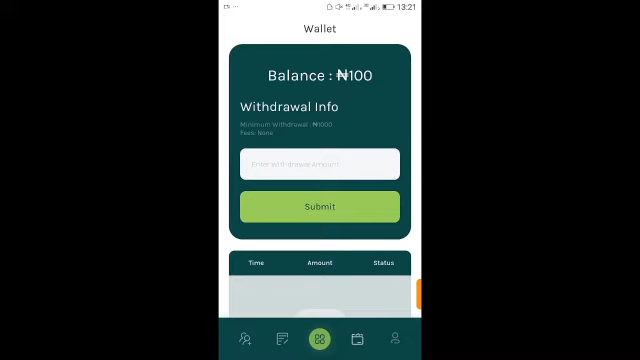 13:21
Wallet
Balance : ₦100
Withdrawal Info
Minimum Withdrawal : ₦1000
Fees: None
Enter Withdrawal Amount
Submit
Time Amount Status